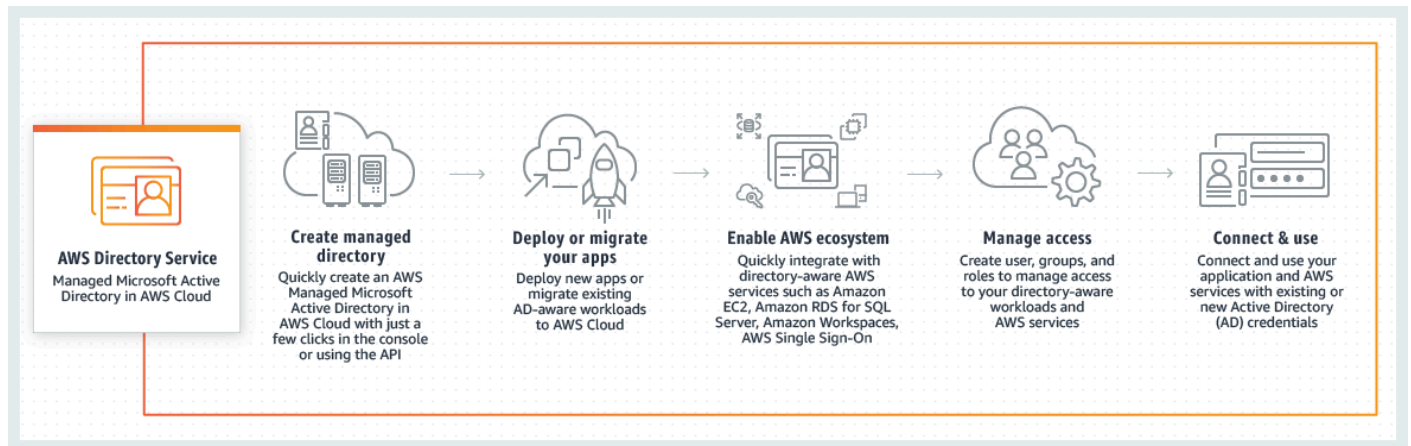 AWS Directory Service
Managed Microsoft Active
Directory in AWS Cloud
Create managed
directory
Quickly create an AWS
Managed Microsoft
Active Directory in
AWS Cloud with just a
few clicks in the console
or using the API
Deploy or migrate
your apps
Deploy new apps or
migrate existing
AD-aware workloads
to AWS Cloud
Enable AWS ecosystem
Quickly integrate with
directory-aware AWS
services such as Amazon
EC2, Amazon RDS for SQL
Server, Amazon Workspaces,
AWS Single Sign-On
Manage access
Create user, groups, and
roles to manage access
to your directory-aware
workloads and
AWS services
Connect & use
Connect and use your
application and AWS
services with existing or
new Active Directory
(AD) credentials